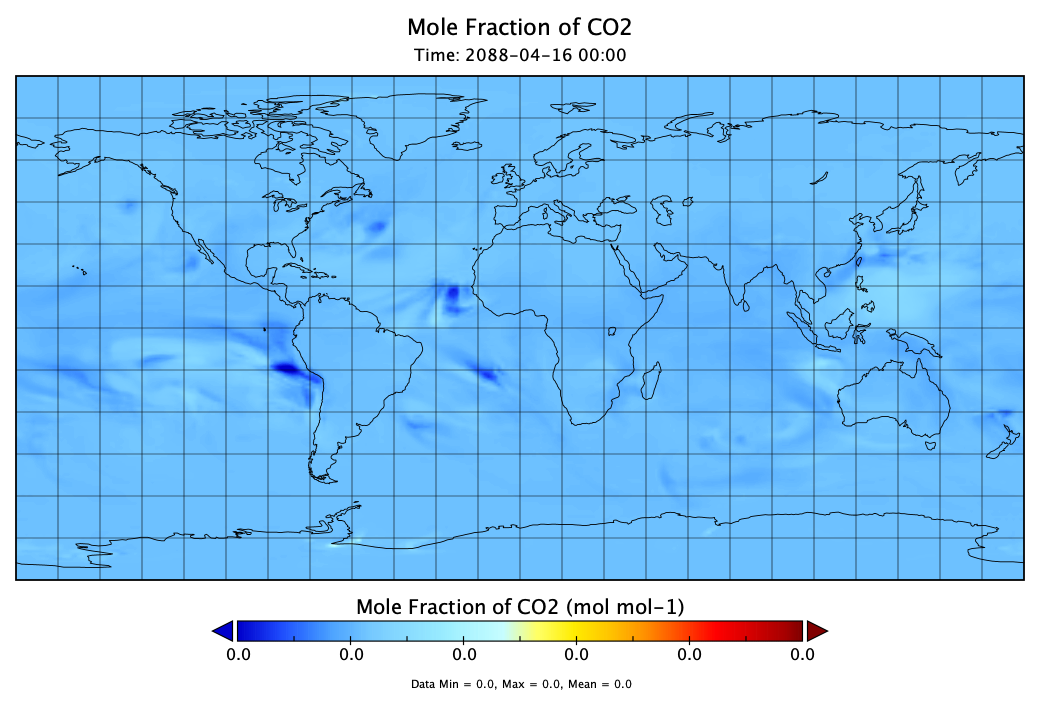 Mole Fraction of CO2
Time: 2088-04-16 00:00
Mole Fraction of CO2 (mol mol-1)
0.0 0.0 0.0 0.0 0.0 0.0
Data Min = 0.0, Max = 0.0, Mean = 0.0